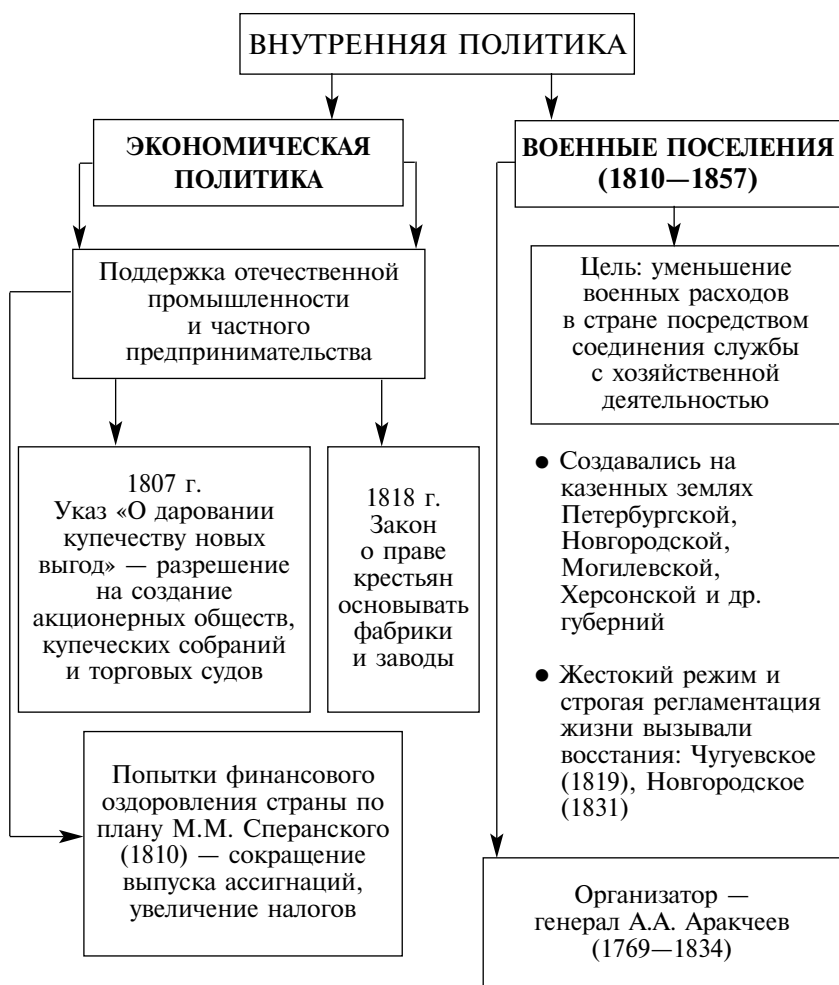 ВНУТРЕННЯЯ ПОЛИТИКА
ЭКОНОМИЧЕСКАЯ
ПОЛИТИКА
Поддержка отечественной
промышленности
и частного
предпринимательства
1807 г.
Указ «О даровании
купечеству новых
выгод» — разрешение
на создание
акционерных обществ,
купеческих собраний
и торговых судов
1818 г.
Закон
о праве
крестьян
основывать
фабрики
и заводы
Попытки финансового
оздоровления страны по
плану М.М. Сперанского
(1810) — сокращение
выпуска ассигнаций,
увеличение налогов
ВОЕННЫЕ ПОСЕЛЕНИЯ
(1810—1857)
Цель: уменьшение
военных расходов
в стране посредством
соединения службы
с хозяйственной
деятельностью
● Создавались на
казенных землях
Петербургской,
Новгородской,
Могилевской,
Херсонской и др.
губерний
● Жестокий режим и
строгая регламентация
жизни вызывали
восстания: Чугуевское
(1819), Новгородское
(1831)
Организатор —
генерал А.А. Аракчеев
(1769—1834)